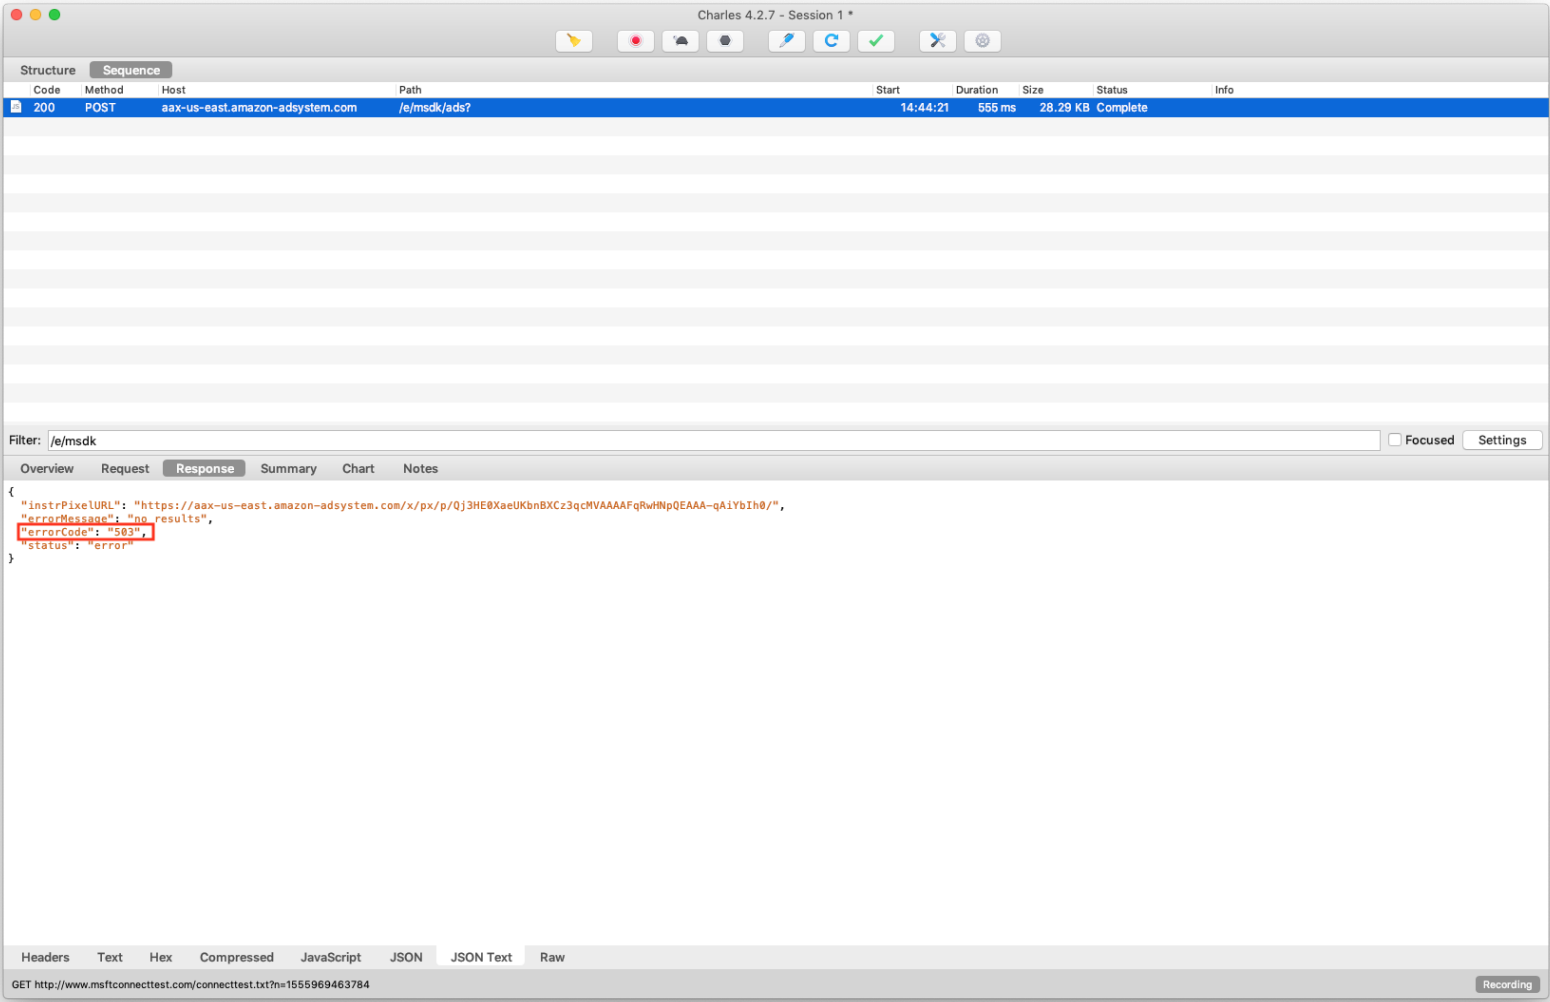 Charles 4.2.7 - Session 1 *
Structure Sequence
Code Method Host Path Start Duration Size Status Info
200 POST aax-us-east.amazon-adsystem.com /e/msdk/ads? 14:44:21 555 ms 28.29 KB Complete
Filter: /e/msdk Focused Settings
Overview Request Response Summary Chart Notes
{
"instrPixelURL": "https://aax-us-east.amazon-adsystem.com/x/px/p/Qj3HE0XaeUKbnBXCz3qcMVAAAAFqRwHNpQEAAA-qAiYbIh0/",
"errorMessage": "no_results",
"errorCode": "503",
"status": "error"
}
Headers Text Hex Compressed JavaScript JSON JSON Text Raw
GET http://www.msftconnecttest.com/connecttest.txt?n=1555969463784 Recording